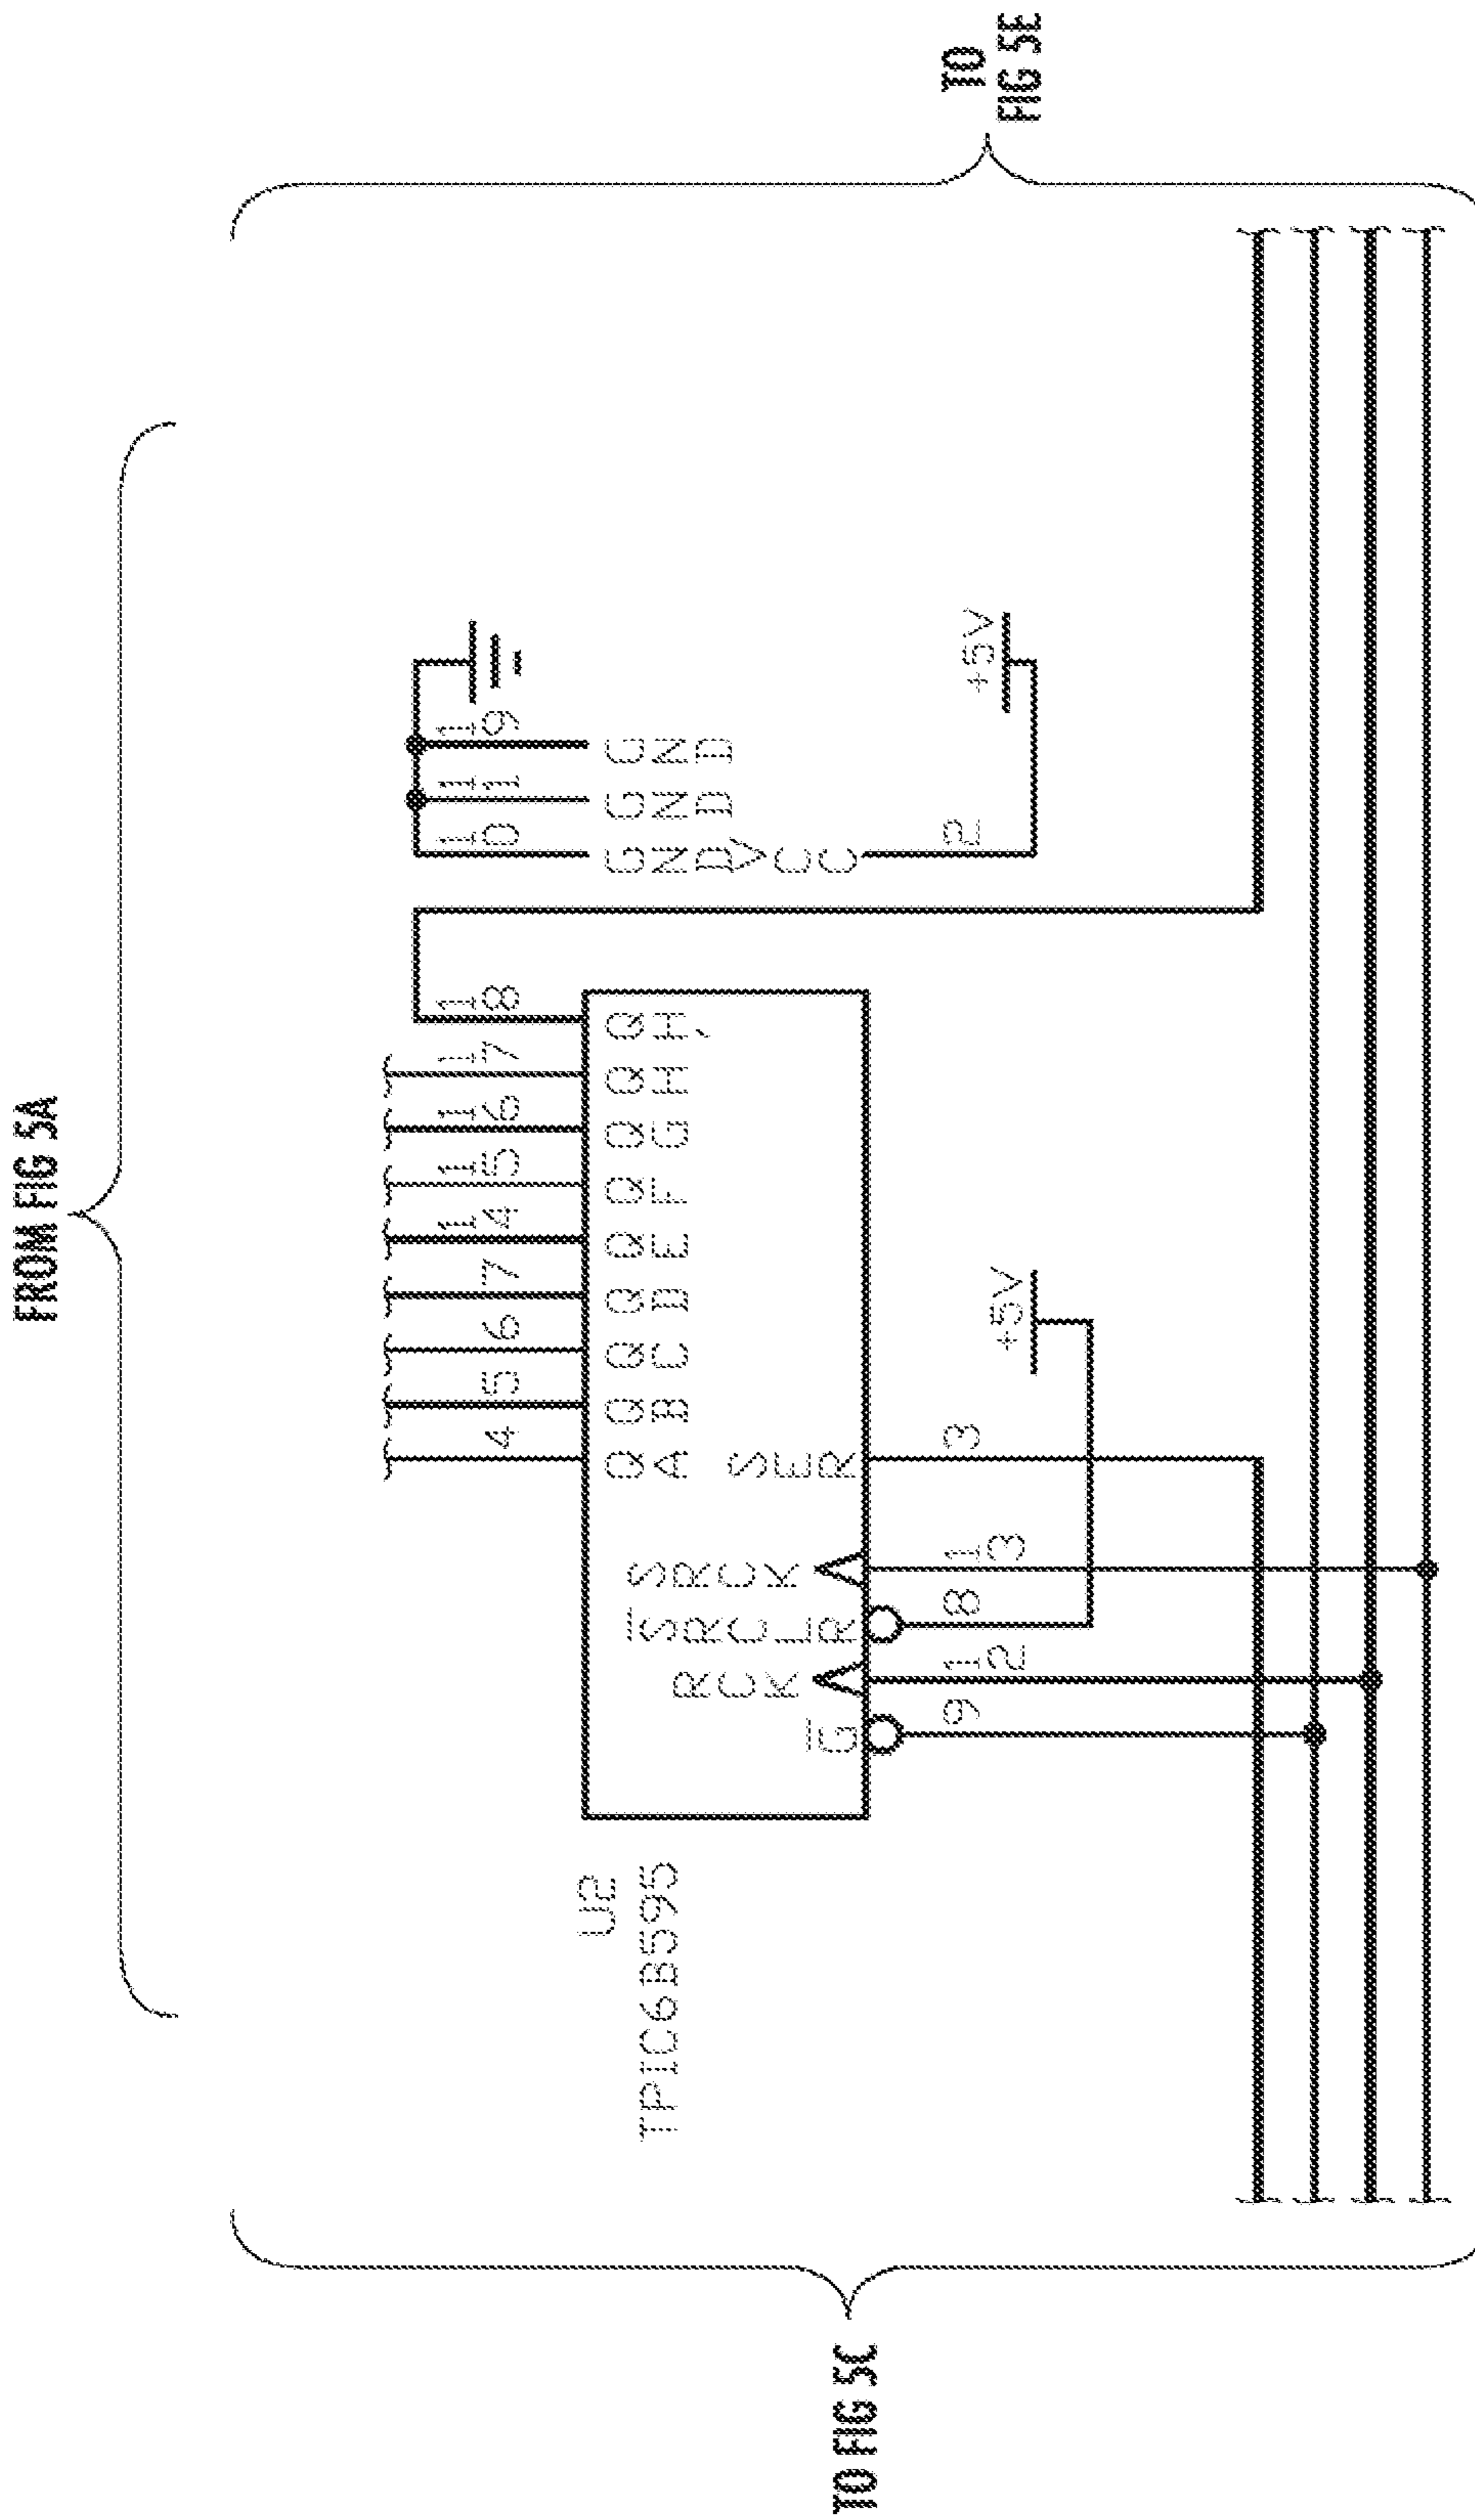 FROM FIG 5A
TO
FIG 5E
TO FIG 5C
U2
TPIC6B595
4
5
6
7
14
15
16
17
18
10
11
19
QA
QB
QC
QD
QE
QF
QG
QH
QH'
GND
GND
GND
VCC
G
RCK
SRCLR
SRCK
SER
9
12
8
13
3
2
+5V
+5V